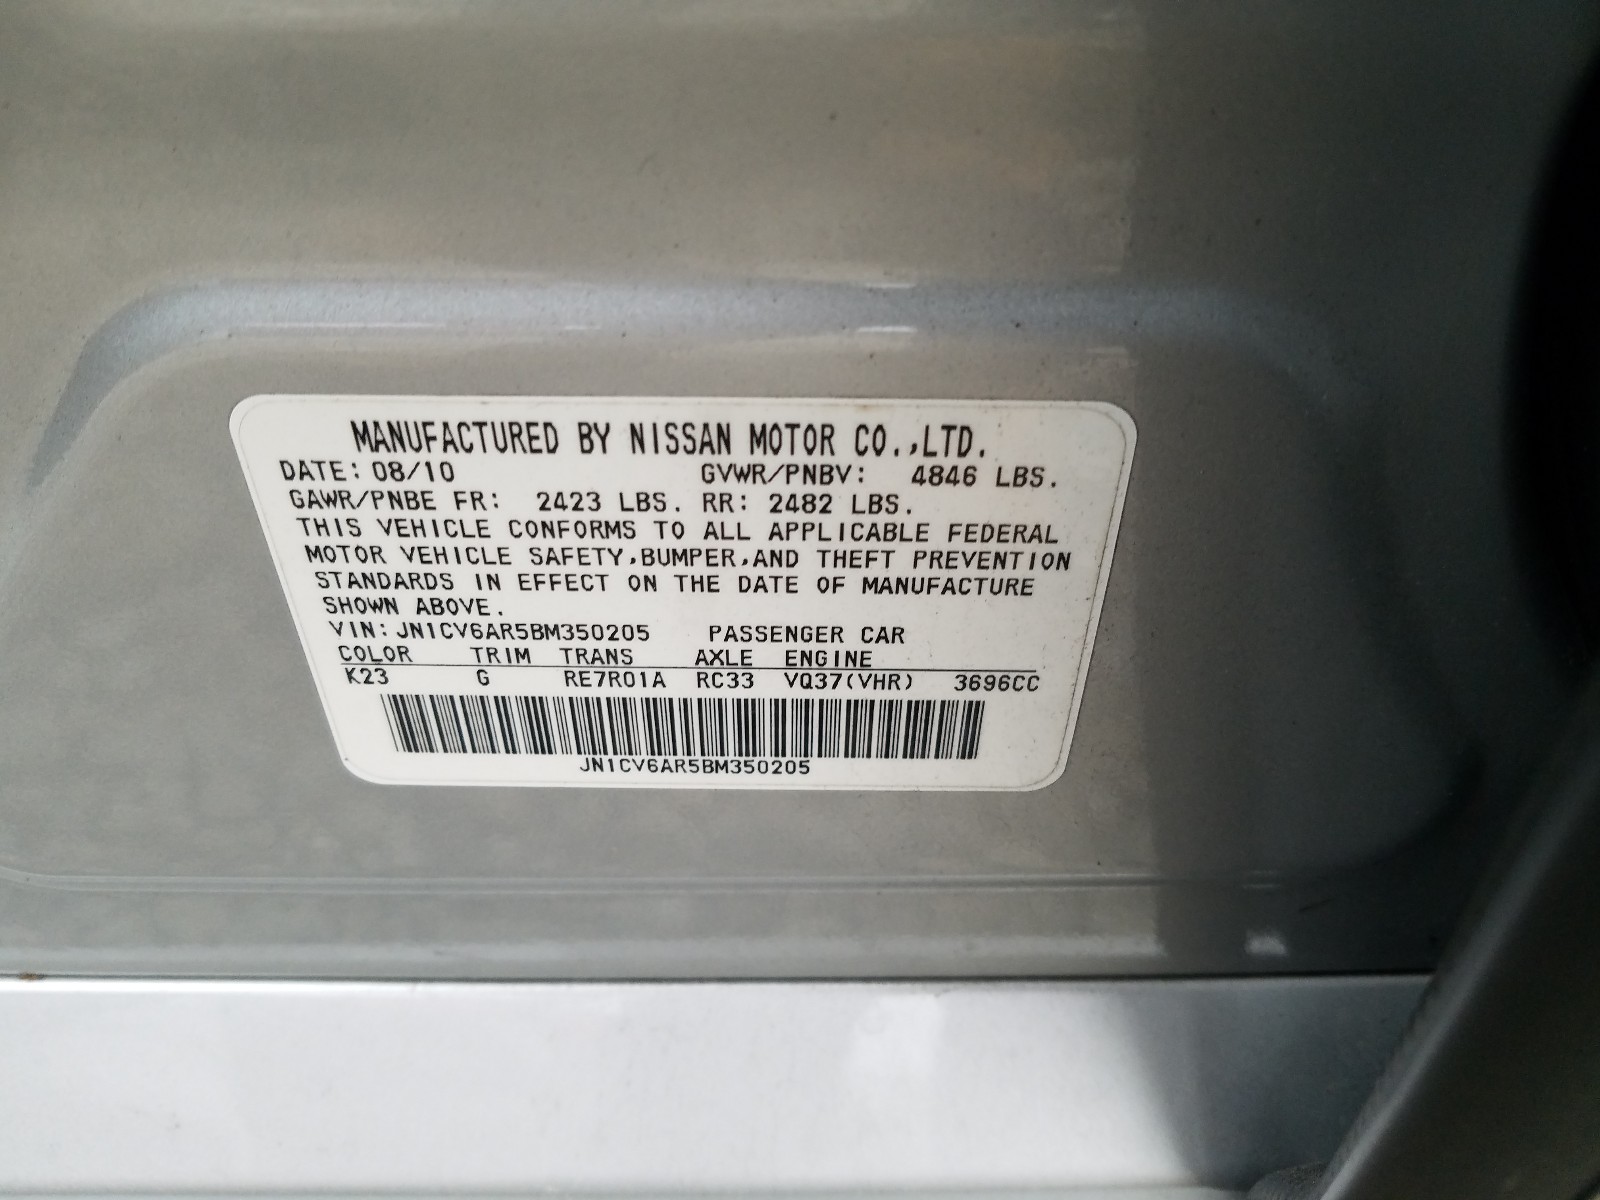 MANUFACTURED BY NISSAN MOTOR CO.,LTD.
DATE: 08/10 GVWR/PNBV: 4846 LBS.
GAWR/PNBE FR: 2423 LBS. RR: 2482 LBS.
THIS VEHICLE CONFORMS TO ALL APPLICABLE FEDERAL
MOTOR VEHICLE SAFETY,BUMPER,AND THEFT PREVENTION
STANDARDS IN EFFECT ON THE DATE OF MANUFACTURE
SHOWN ABOVE.
VIN: JN1CV6AR5BM350205 PASSENGER CAR
COLOR TRIM TRANS AXLE ENGINE
K23 G RE7R01A RC33 VQ37(VHR) 3696CC
JN1CV6AR5BM350205